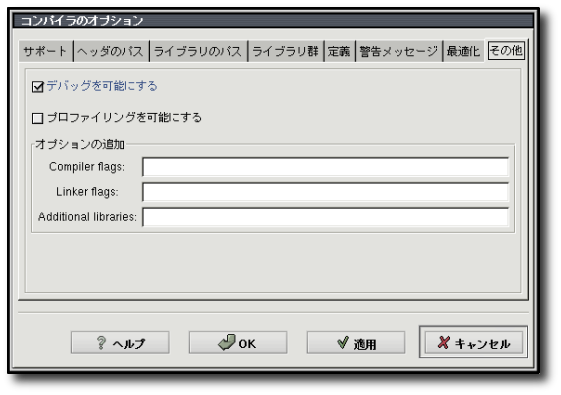 コンパイラのオプション
サポート ヘッダのパス ライブラリのパス ライブラリ群 定義 警告メッセージ 最適化 その他
デバッグを可能にする
プロファイリングを可能にする
オプションの追加
Compiler flags:
Linker flags:
Additional libraries:
ヘルプ OK 適用 キャンセル